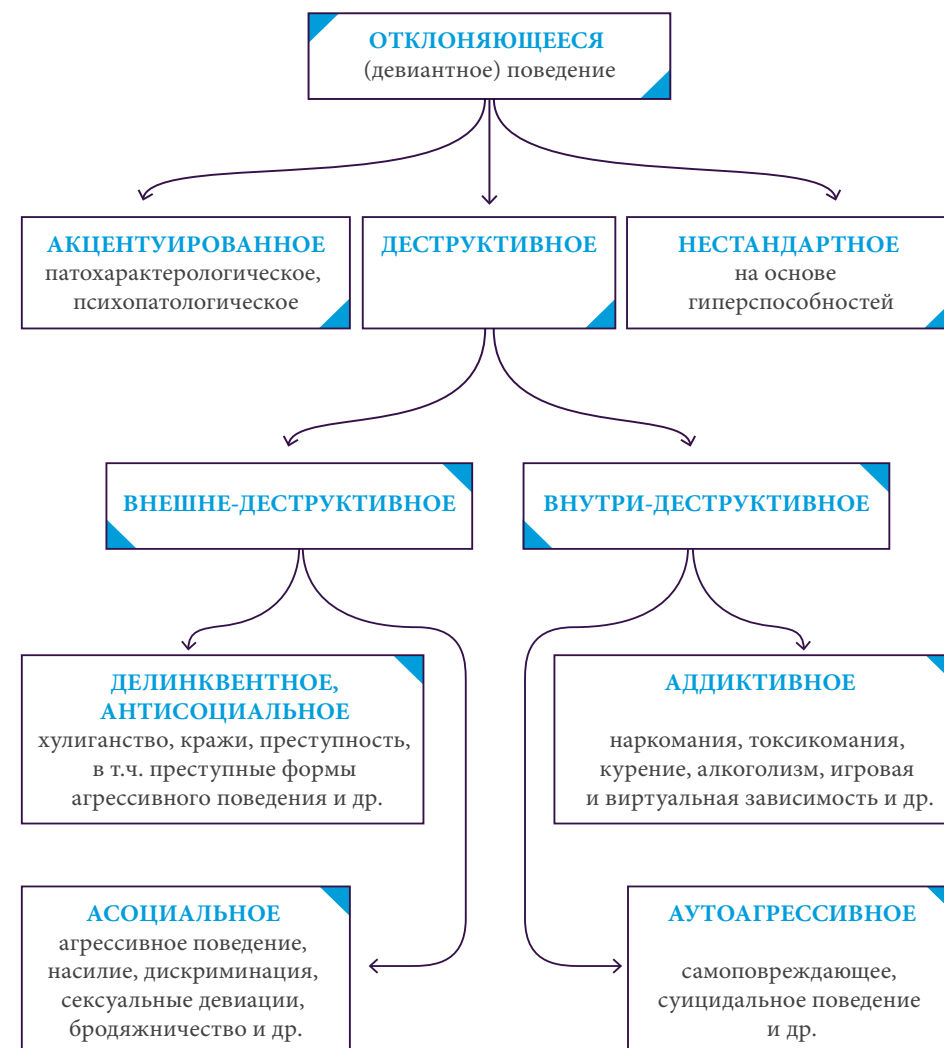 ОТКЛОНЯЮЩЕЕСЯ
(девиантное) поведение
АКЦЕНТУИРОВАННОЕ
патохарактерологическое,
психопатологическое
ДЕСТРУКТИВНОЕ
НЕСТАНДАРТНОЕ
на основе
гиперспособностей
ВНЕШНЕ-ДЕСТРУКТИВНОЕ
ВНУТРИ-ДЕСТРУКТИВНОЕ
ДЕЛИНКВЕНТНОЕ,
АНТИСОЦИАЛЬНОЕ
хулиганство, кражи, преступность,
в т.ч. преступные формы
агрессивного поведения и др.
АДДИКТИВНОЕ
наркомания, токсикомания,
курение, алкоголизм, игровая
и виртуальная зависимость и др.
АСОЦИАЛЬНОЕ
агрессивное поведение,
насилие, дискриминация,
сексуальные девиации,
бродяжничество и др.
АУТОАГРЕССИВНОЕ
самоповреждающее,
суицидальное поведение
и др.